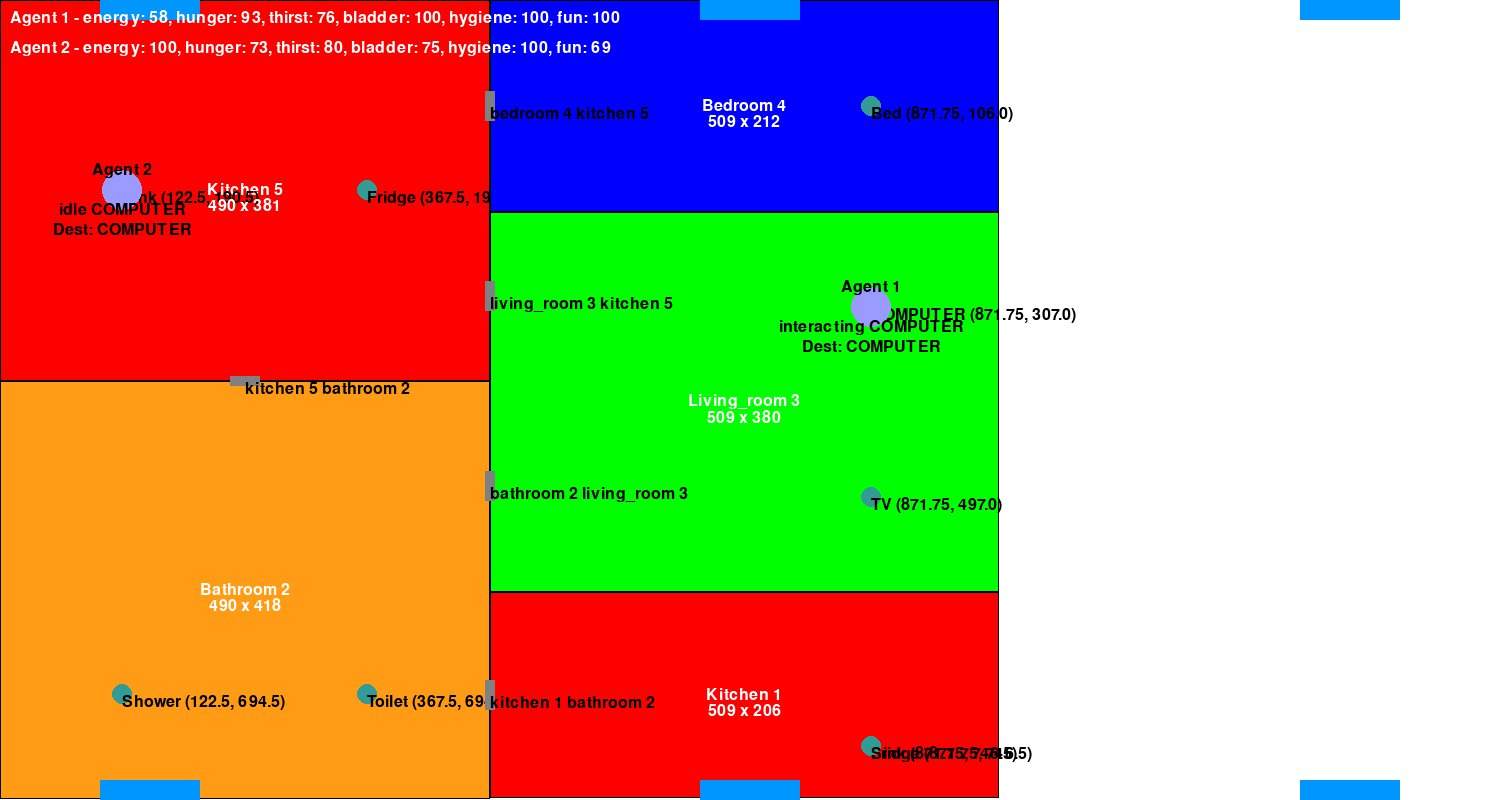 Agent 1 - energy: 58, hunger: 93, thirst: 76, bladder: 100, hygiene: 100, fun: 100
Agent 2 - energy: 100, hunger: 73, thirst: 80, bladder: 75, hygiene: 100, fun: 69
Bedroom 4
509 x 212
Bed (871.75, 106.0)
bedroom 4 kitchen 5
Agent 2
Kitchen 5
490 x 381
Fridge (367.5, 19
idle COMPUTER
Dest: COMPUTER
living_room 3 kitchen 5
Agent 1
OMPUTER (871.75, 307.0)
interacting COMPUTER
Dest: COMPUTER
kitchen 5 bathroom 2
Living_room 3
509 x 380
bathroom 2 living_room 3
TV (871.75, 497.0)
Bathroom 2
490 x 418
Shower (122.5, 694.5)
Toilet (367.5, 69
kitchen 1 bathroom 2
Kitchen 1
509 x 206